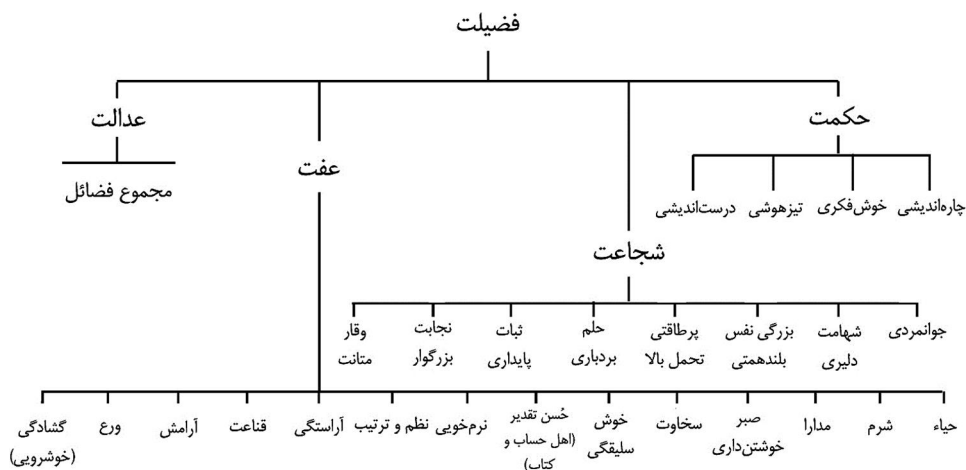 فضیلت
حکمت
عدالت
عفت
مجموع فضائل
چاره‌اندیشی
خوش‌فکری
تیزهوشی
درست‌اندیشی
شجاعت
جوانمردی
شهامت
دلیری
بزرگی نفس
بلندهمتی
پرطاقتی
تحمل بالا
حلم
بردباری
ثبات
پایداری
نجابت
بزرگوار
وقار
متانت
حیاء
شرم
مدارا
صبر
خوشتن‌داری
سخاوت
خوش
سلیقگی
حُسن تقدیر
(اهل حساب و
کتاب)
نرم‌خویی
نظم و ترتیب
آراستگی
قناعت
آرامش
ورع
گشادگی
(خوشرویی)